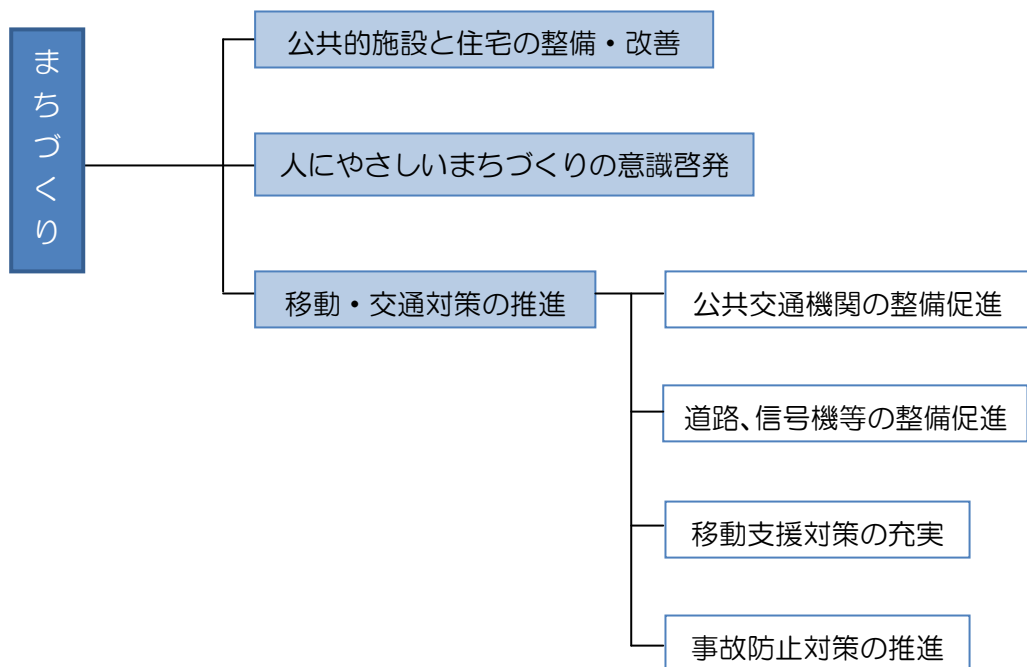 まちづくり
公共的施設と住宅の整備・改善
人にやさしいまちづくりの意識啓発
移動・交通対策の推進
公共交通機関の整備促進
道路、信号機等の整備促進
移動支援対策の充実
事故防止対策の推進